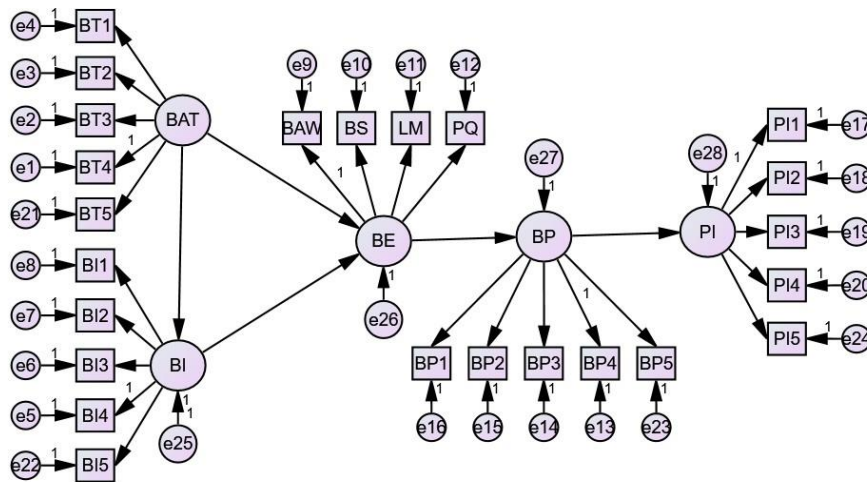 e4 1 BT1
e3 1 BT2
e2 1 BT3
e1 1 BT4
e21 1 BT5
1
BAT
e8 1 BI1
e7 1 BI2
e6 1 BI3
e5 1 BI4
e22 1 BI5
1
BI
1
1
e25
e9 e10 e11 e12
1 1 1 1
BAW BS LM PQ
1
BE
1
e26
e27
1
BP
1
BP1 BP2 BP3 BP4 BP5
1 1 1 1 1
e16 e15 e14 e13 e23
e28
1
PI
1
PI1 1 e17
PI2 1 e18
PI3 1 e19
PI4 1 e20
PI5 1 e24